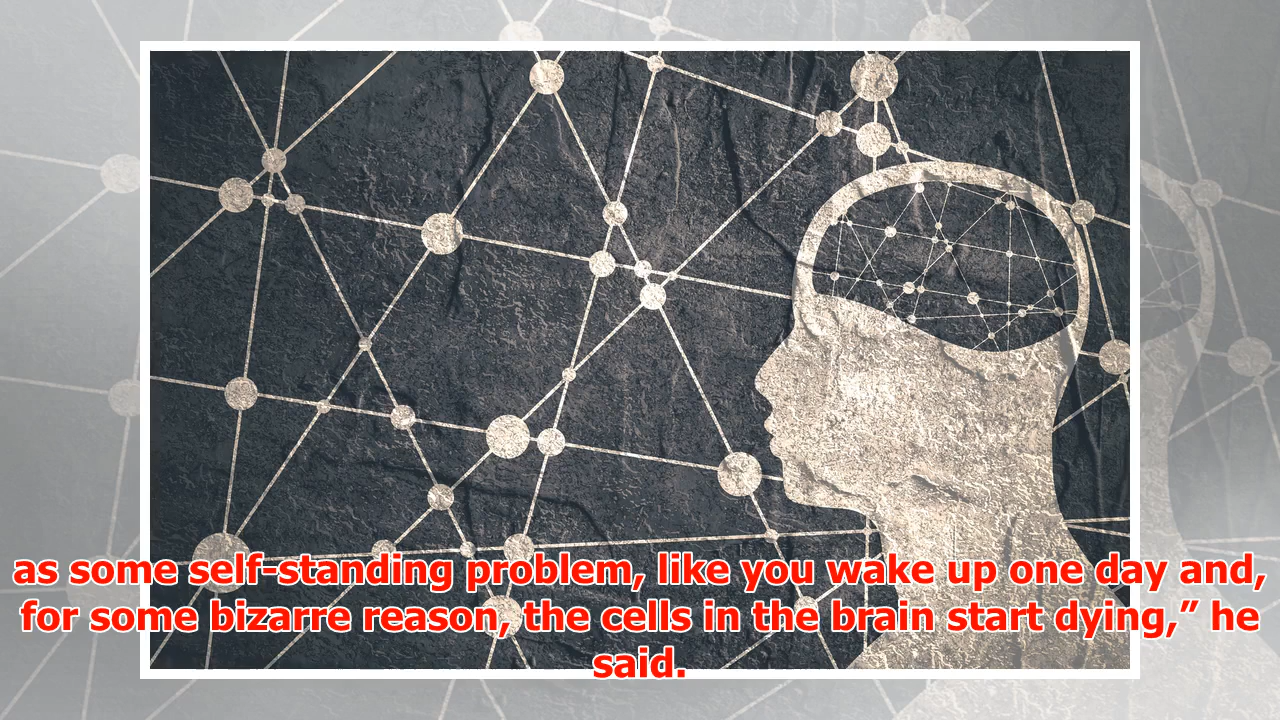 as some self-standing problem, like you wake up one day and,
for some bizarre reason, the cells in the brain start dying,” he
said.